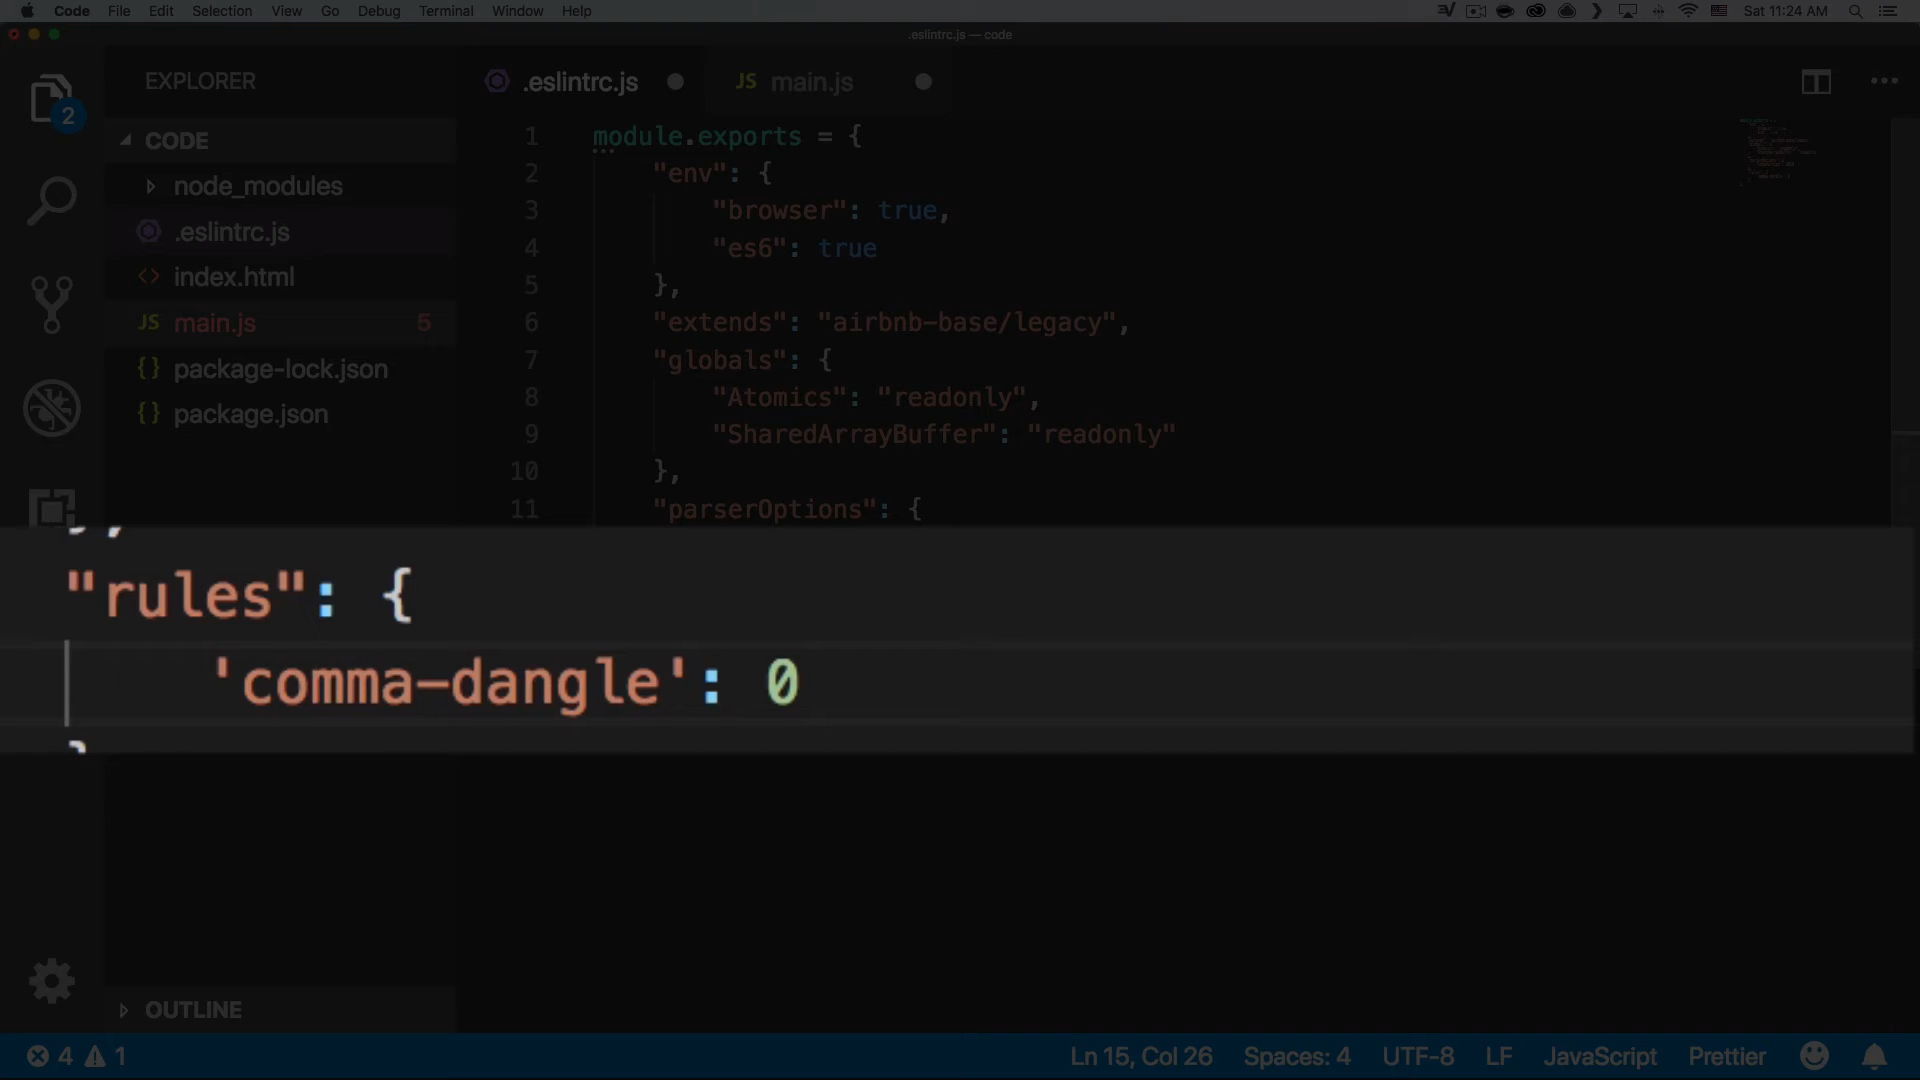 Code File Edit Selection View Go Debug Terminal Window Help
Sat 11:24 AM
.eslintrc.js — code
EXPLORER
2
CODE
node_modules
.eslintrc.js
<> index.html
JS main.js 5
{} package-lock.json
{} package.json
.eslintrc.js
JS main.js
1 module.exports = {
2 "env": {
3 "browser": true,
4 "es6": true
5 },
6 "extends": "airbnb-base/legacy",
7 "globals": {
8 "Atomics": "readonly",
9 "SharedArrayBuffer": "readonly"
10 },
11 "parserOptions": {
"rules": {
'comma-dangle': 0
OUTLINE
4 1
Ln 15, Col 26 Spaces: 4 UTF-8 LF JavaScript Prettier